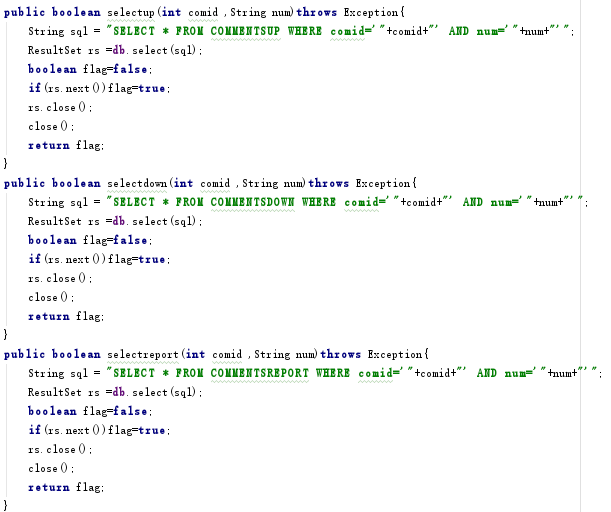 public boolean selectup(int comid ,String num)throws Exception{
String sql = "SELECT * FROM COMMENTSUP WHERE comid='"+comid+"' AND num='"+num+"'";
ResultSet rs =db.select(sql);
boolean flag=false;
if(rs.next())flag=true;
rs.close();
close();
return flag;
}
public boolean selectdown(int comid ,String num)throws Exception{
String sql = "SELECT * FROM COMMENTSDOWN WHERE comid='"+comid+"' AND num='"+num+"'";
ResultSet rs =db.select(sql);
boolean flag=false;
if(rs.next())flag=true;
rs.close();
close();
return flag;
}
public boolean selectreport(int comid ,String num)throws Exception{
String sql = "SELECT * FROM COMMENTSREPORT WHERE comid='"+comid+"' AND num='"+num+"'";
ResultSet rs =db.select(sql);
boolean flag=false;
if(rs.next())flag=true;
rs.close();
close();
return flag;
}